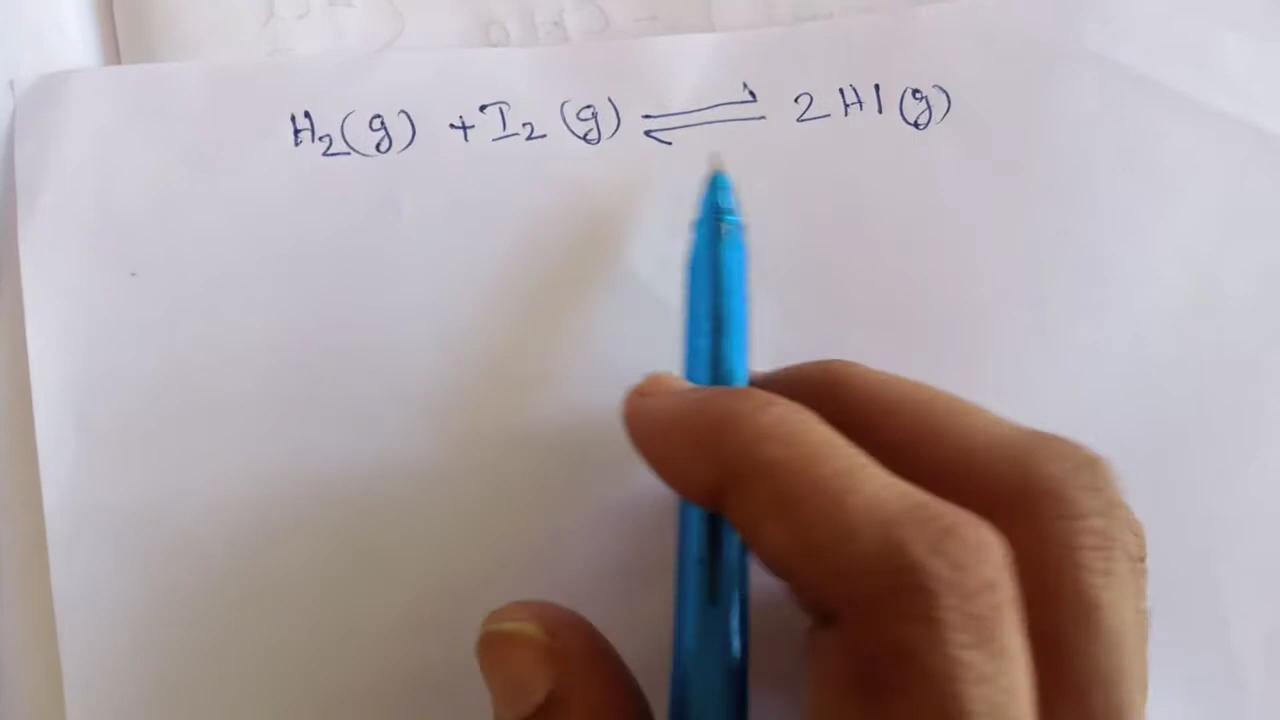 H₂(g) + I₂(g) ⇌ 2HI(g)